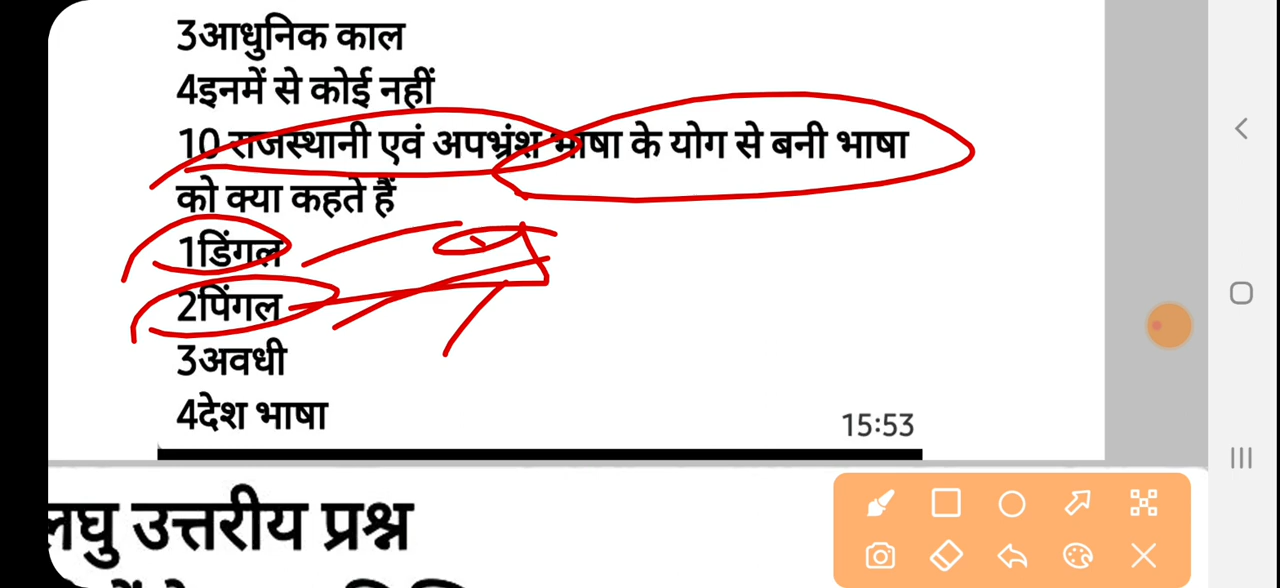 3आधुनिक काल
4इनमें से कोई नहीं
10 राजस्थानी एवं अपभ्रंश भाषा के योग से बनी भाषा
को क्या कहते हैं
1डिंगल
2पिंगल
3अवधी
4देश भाषा
15:53
लघु उत्तरीय प्रश्न